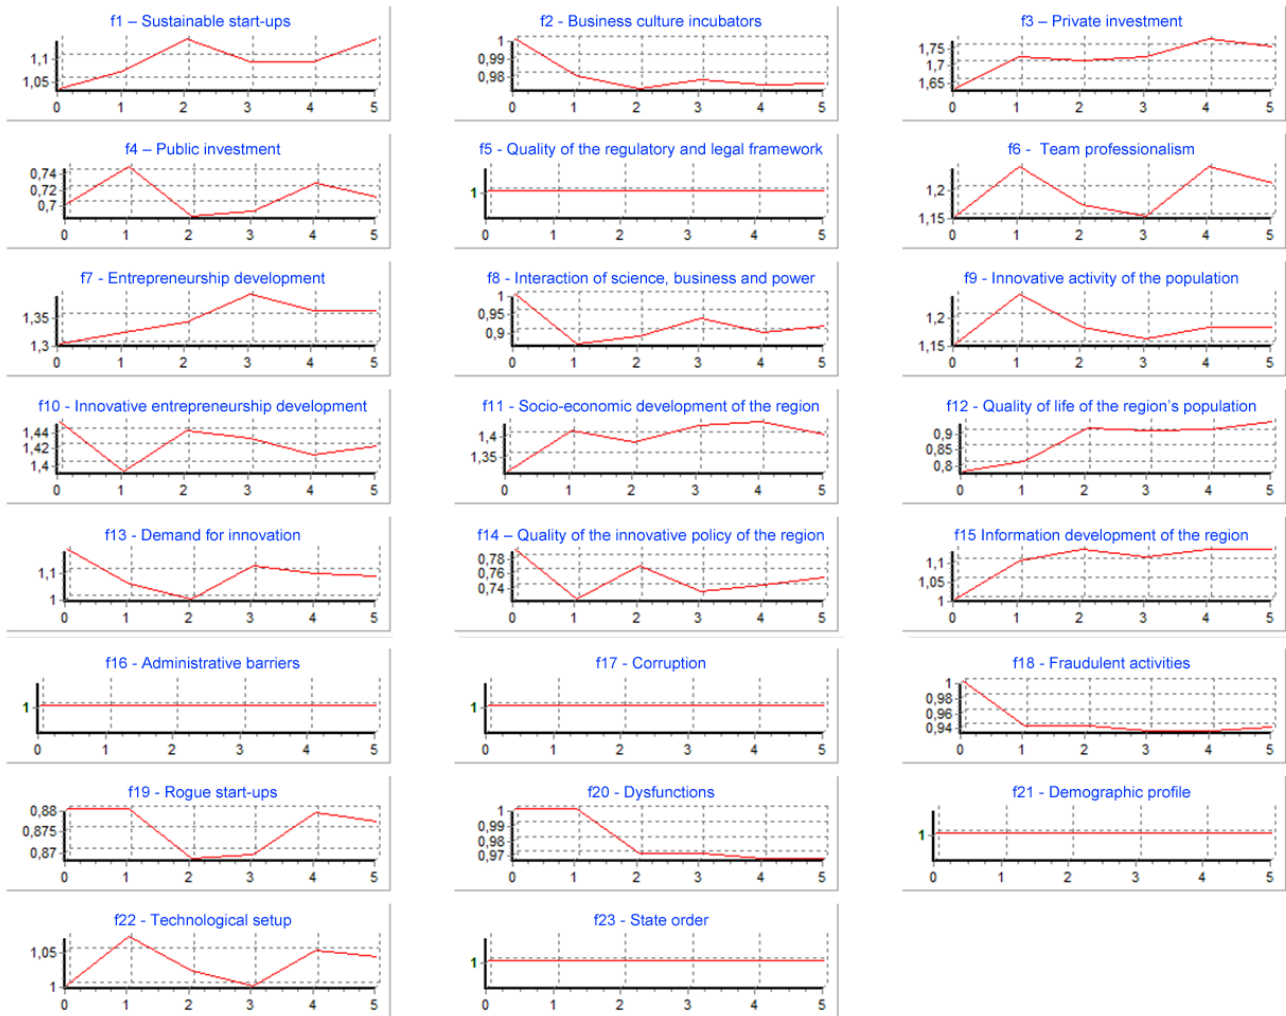 f1 – Sustainable start-ups
1,1
1,05
0 1 2 3 4 5
f2 - Business culture incubators
1
0,99
0,98
0 1 2 3 4 5
f3 – Private investment
1,75
1,7
1,65
0 1 2 3 4 5
f4 – Public investment
0,74
0,72
0,7
0 1 2 3 4 5
f5 - Quality of the regulatory and legal framework
1
0 1 2 3 4 5
f6 - Team professionalism
1,2
1,15
0 1 2 3 4 5
f7 - Entrepreneurship development
1,35
1,3
0 1 2 3 4 5
f8 - Interaction of science, business and power
1
0,95
0,9
0 1 2 3 4 5
f9 - Innovative activity of the population
1,2
1,15
0 1 2 3 4 5
f10 - Innovative entrepreneurship development
1,44
1,42
1,4
0 1 2 3 4 5
f11 - Socio-economic development of the region
1,4
1,35
0 1 2 3 4 5
f12 - Quality of life of the region's population
0,9
0,85
0,8
0 1 2 3 4 5
f13 - Demand for innovation
1,1
1
0 1 2 3 4 5
f14 – Quality of the innovative policy of the region
0,78
0,76
0,74
0 1 2 3 4 5
f15 Information development of the region
1,1
1,05
1
0 1 2 3 4 5
f16 - Administrative barriers
1
0 1 2 3 4 5
f17 - Corruption
1
0 1 2 3 4 5
f18 - Fraudulent activities
1
0,98
0,96
0,94
0 1 2 3 4 5
f19 - Rogue start-ups
0,88
0,875
0,87
0 1 2 3 4 5
f20 - Dysfunctions
1
0,99
0,98
0,97
0 1 2 3 4 5
f21 - Demographic profile
1
0 1 2 3 4 5
f22 - Technological setup
1,05
1
0 1 2 3 4 5
f23 - State order
1
0 1 2 3 4 5